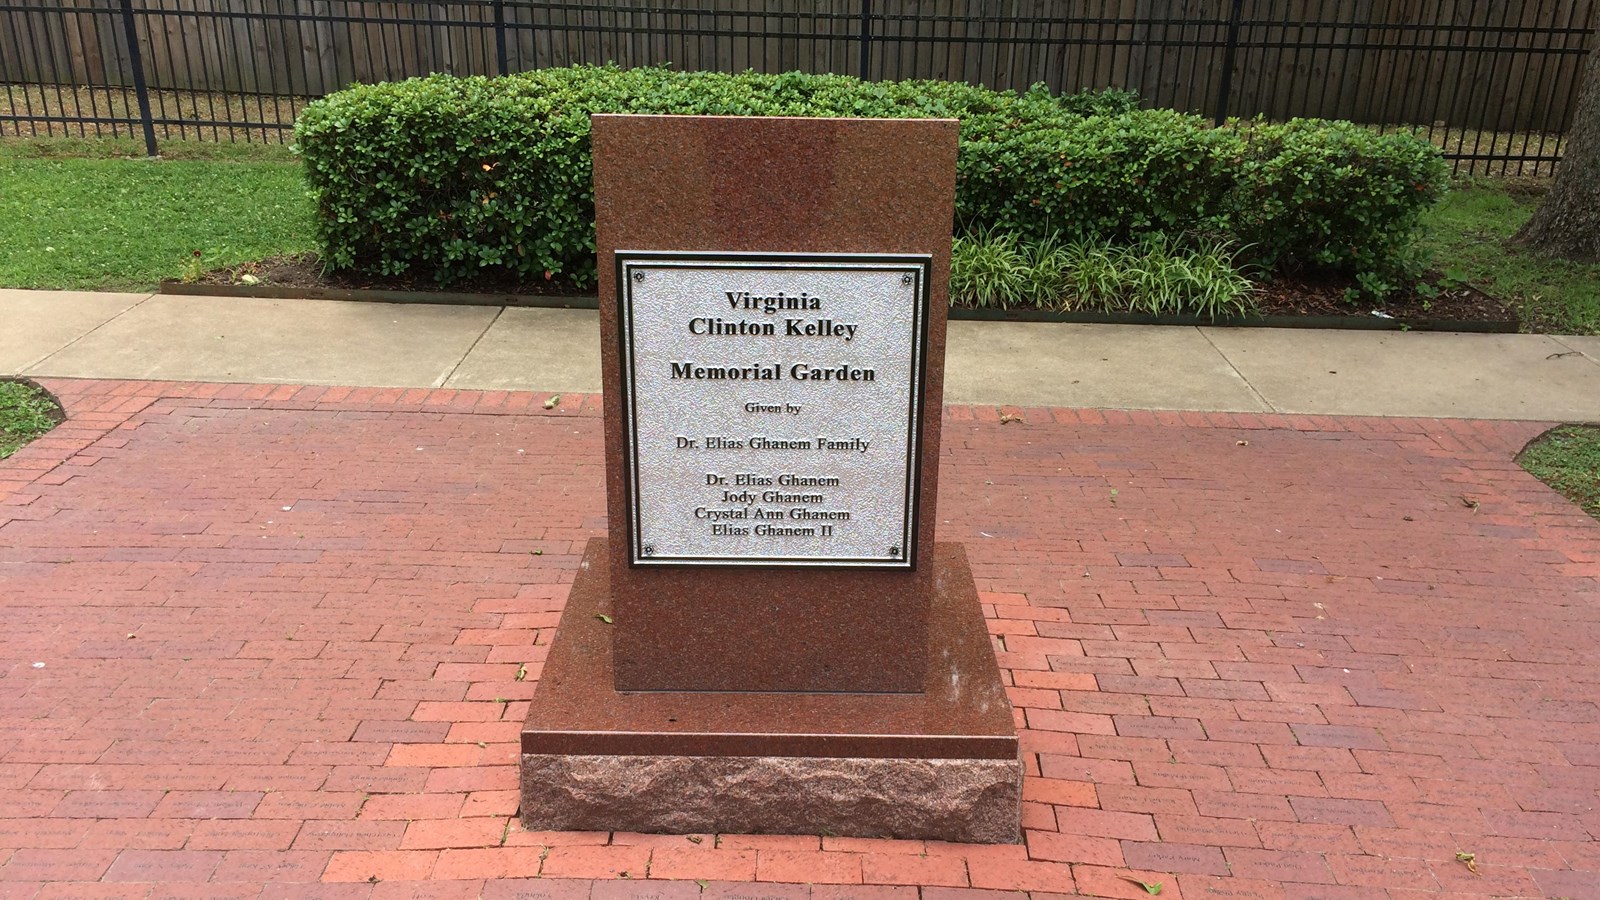 Virginia
Clinton Kelley
Memorial Garden
Given by
Dr. Elias Ghanem Family
Dr. Elias Ghanem
Jody Ghanem
Crystal Ann Ghanem
Elias Ghanem II